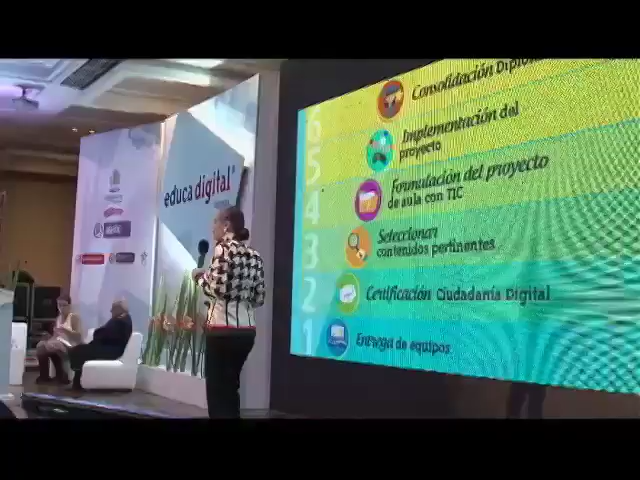 Consolidación
6
Implementación del
proyecto
5
Formulación del proyecto
de aula con TIC
4
Seleccionar
contenidos pertinentes
3
Certificación Ciudadanía Digital
2
Entrega de equipos
1
educa digital